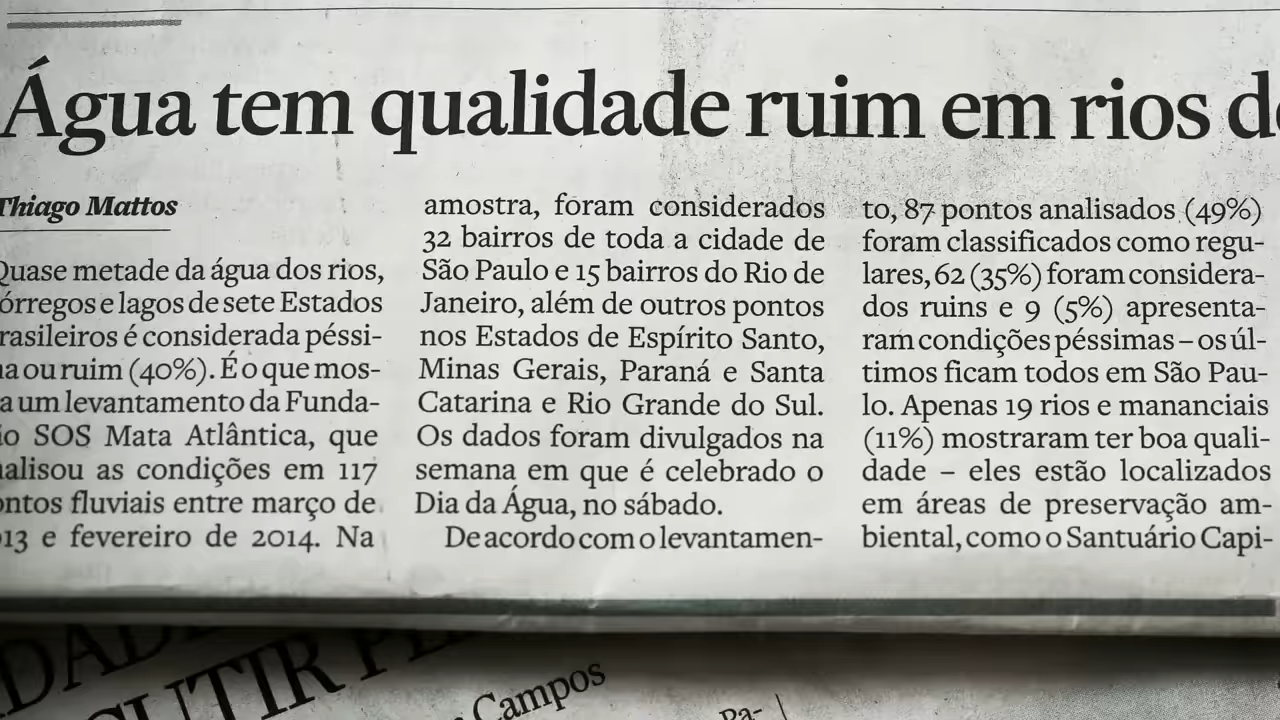 Água tem qualidade ruim em rios de
Thiago Mattos
Quase metade da água dos rios,
órregos e lagos de sete Estados
rasileiros é considerada péssi-
a ou ruim (40%). É o que mos-
a um levantamento da Funda-
o SOS Mata Atlântica, que
alisou as condições em 117
ontos fluviais entre março de
13 e fevereiro de 2014. Na
amostra, foram considerados
32 bairros de toda a cidade de
São Paulo e 15 bairros do Rio de
Janeiro, além de outros pontos
nos Estados de Espírito Santo,
Minas Gerais, Paraná e Santa
Catarina e Rio Grande do Sul.
Os dados foram divulgados na
semana em que é celebrado o
Dia da Água, no sábado.
De acordo com o levantamen-
to, 87 pontos analisados (49%)
foram classificados como regu-
lares, 62 (35%) foram considera-
dos ruins e 9 (5%) apresenta-
ram condições péssimas – os úl-
timos ficam todos em São Pau-
lo. Apenas 19 rios e mananciais
(11%) mostraram ter boa quali-
dade – eles estão localizados
em áreas de preservação am-
biental, como o Santuário Capi-
Campos
Pa-